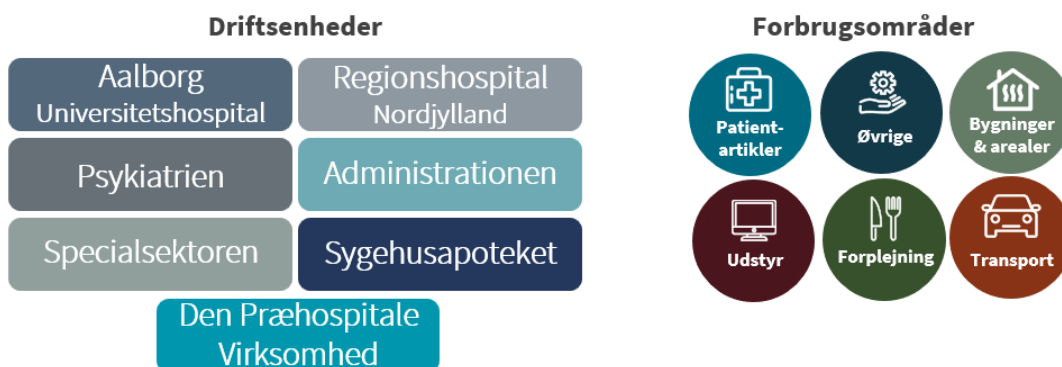 Driftsenheder
Aalborg
Universitetshospital
Regionshospital
Nordjylland
Psykiatrien
Administrationen
Specialsektoren
Sygehusapoteket
Den Præhospitale
Virksomhed
Forbrugsområder
Patient-
artikler
Øvrige
Bygninger
& arealer
Udstyr
Forplejning
Transport